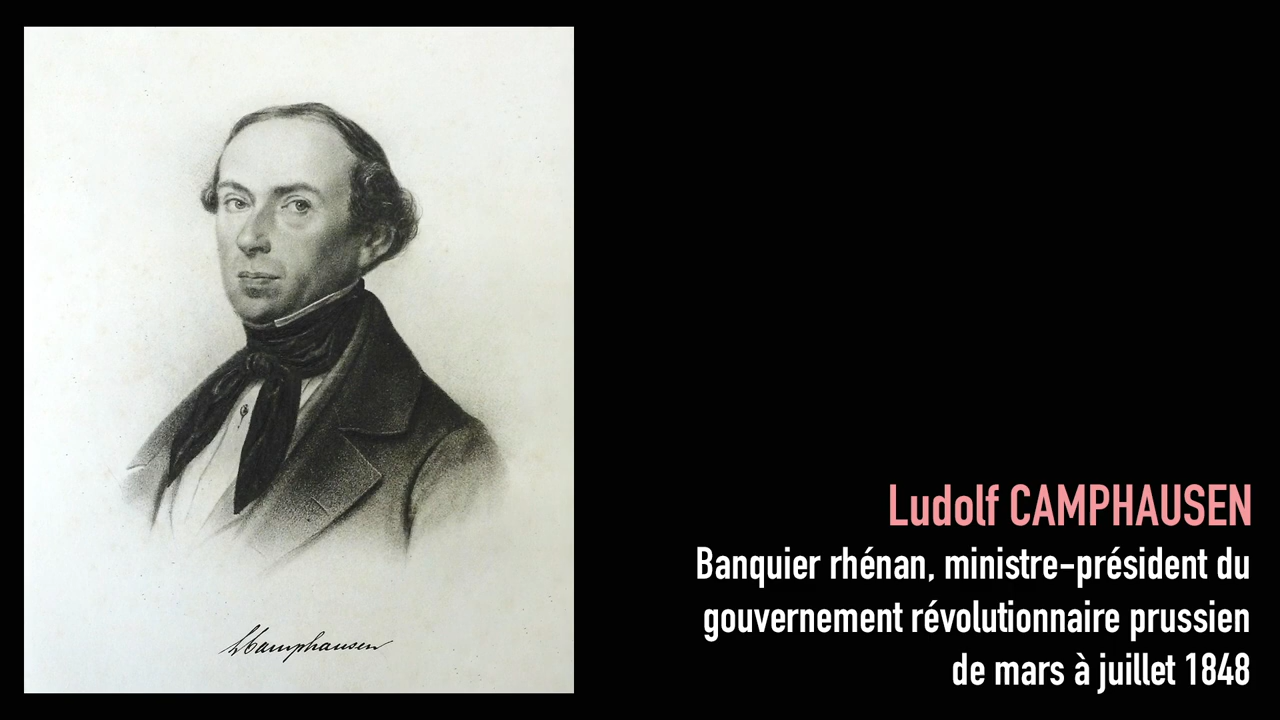 LCamphausen
Ludolf CAMPHAUSEN
Banquier rhénan, ministre-président du
gouvernement révolutionnaire prussien
de mars à juillet 1848